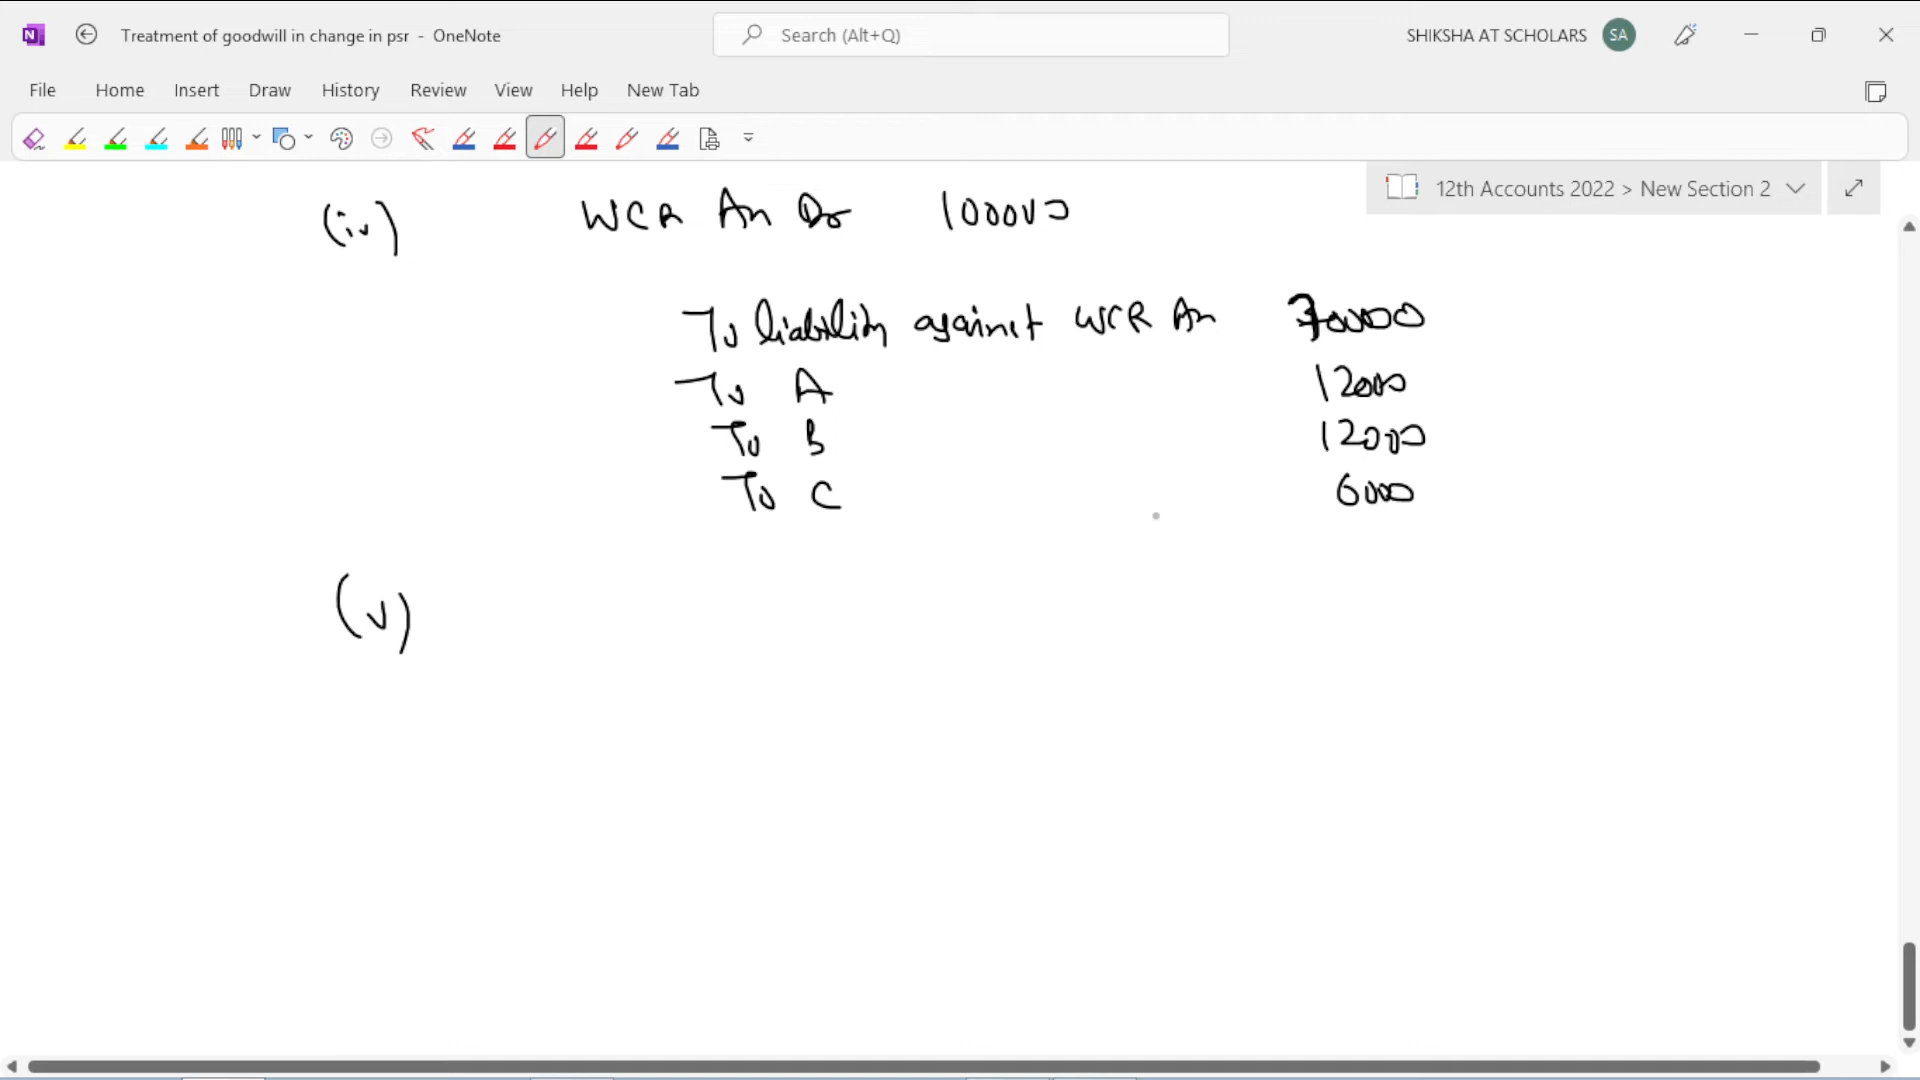 Treatment of goodwill in change in psr - OneNote
Search (Alt+Q)
SHIKSHA AT SCHOLARS
SA
File Home Insert Draw History Review View Help New Tab
12th Accounts 2022 > New Section 2
(iv) WCR An Dr 100000
To liability against WCR An 70000
To A 12000
To B 12000
To C 6000
(v)